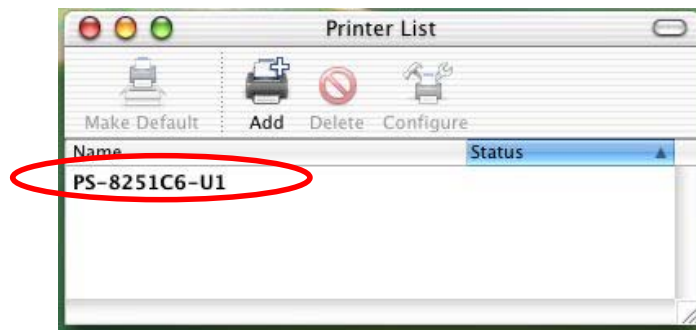 Printer List
Make Default Add Delete Configure
Name Status
PS-8251C6-U1